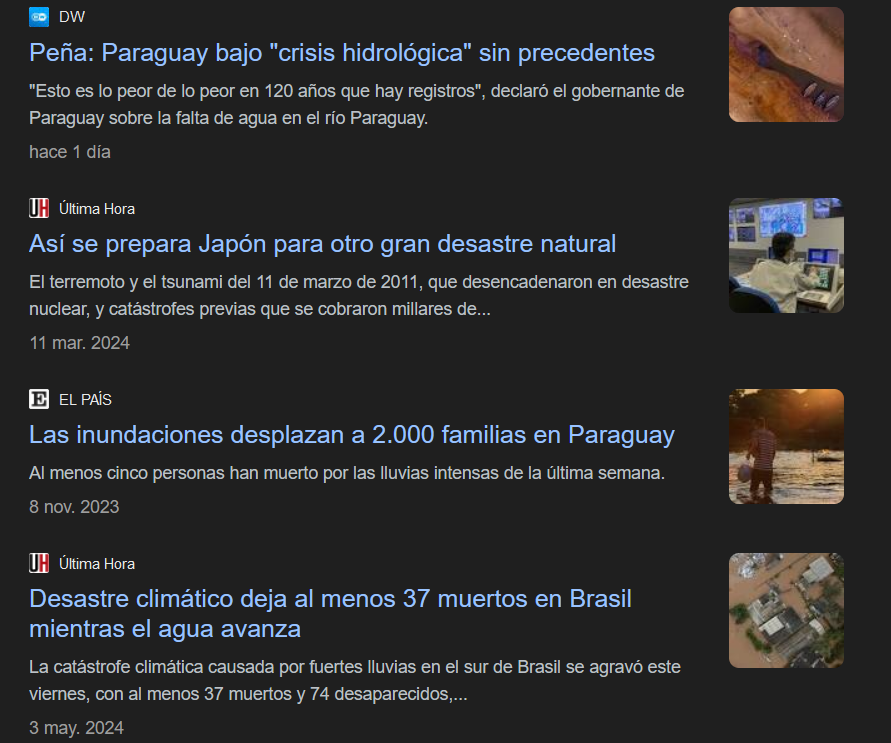 DW
Peña: Paraguay bajo "crisis hidrológica" sin precedentes
"Esto es lo peor de lo peor en 120 años que hay registros", declaró el gobernante de
Paraguay sobre la falta de agua en el río Paraguay.
hace 1 día
UH Última Hora
Así se prepara Japón para otro gran desastre natural
El terremoto y el tsunami del 11 de marzo de 2011, que desencadenaron en desastre
nuclear, y catástrofes previas que se cobraron millares de...
11 mar. 2024
E EL PAÍS
Las inundaciones desplazan a 2.000 familias en Paraguay
Al menos cinco personas han muerto por las lluvias intensas de la última semana.
8 nov. 2023
UH Última Hora
Desastre climático deja al menos 37 muertos en Brasil
mientras el agua avanza
La catástrofe climática causada por fuertes lluvias en el sur de Brasil se agravó este
viernes, con al menos 37 muertos y 74 desaparecidos,...
3 may. 2024